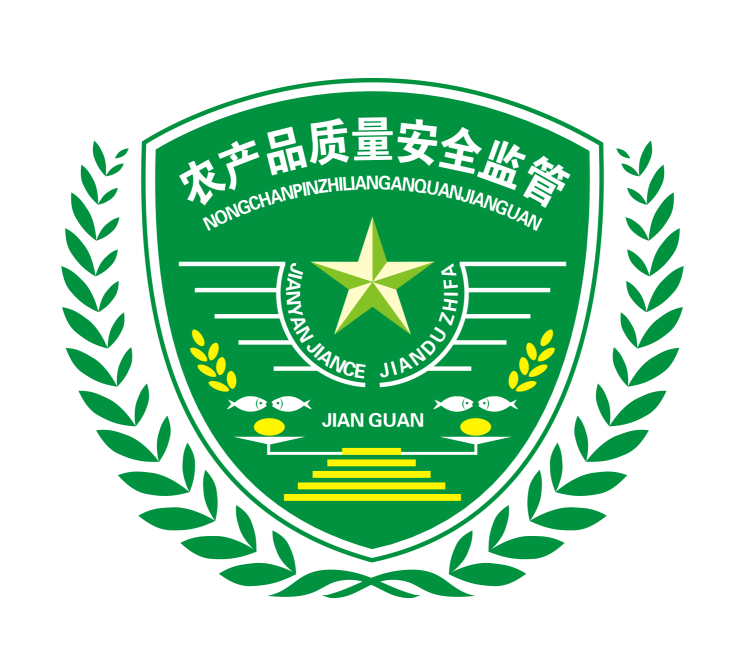 农产品质量安全监管
NONGCHANPINZHILIANGANQUANJIANGUAN
JIANYAN JIANCE
JIANDU ZHIFA
JIAN GUAN